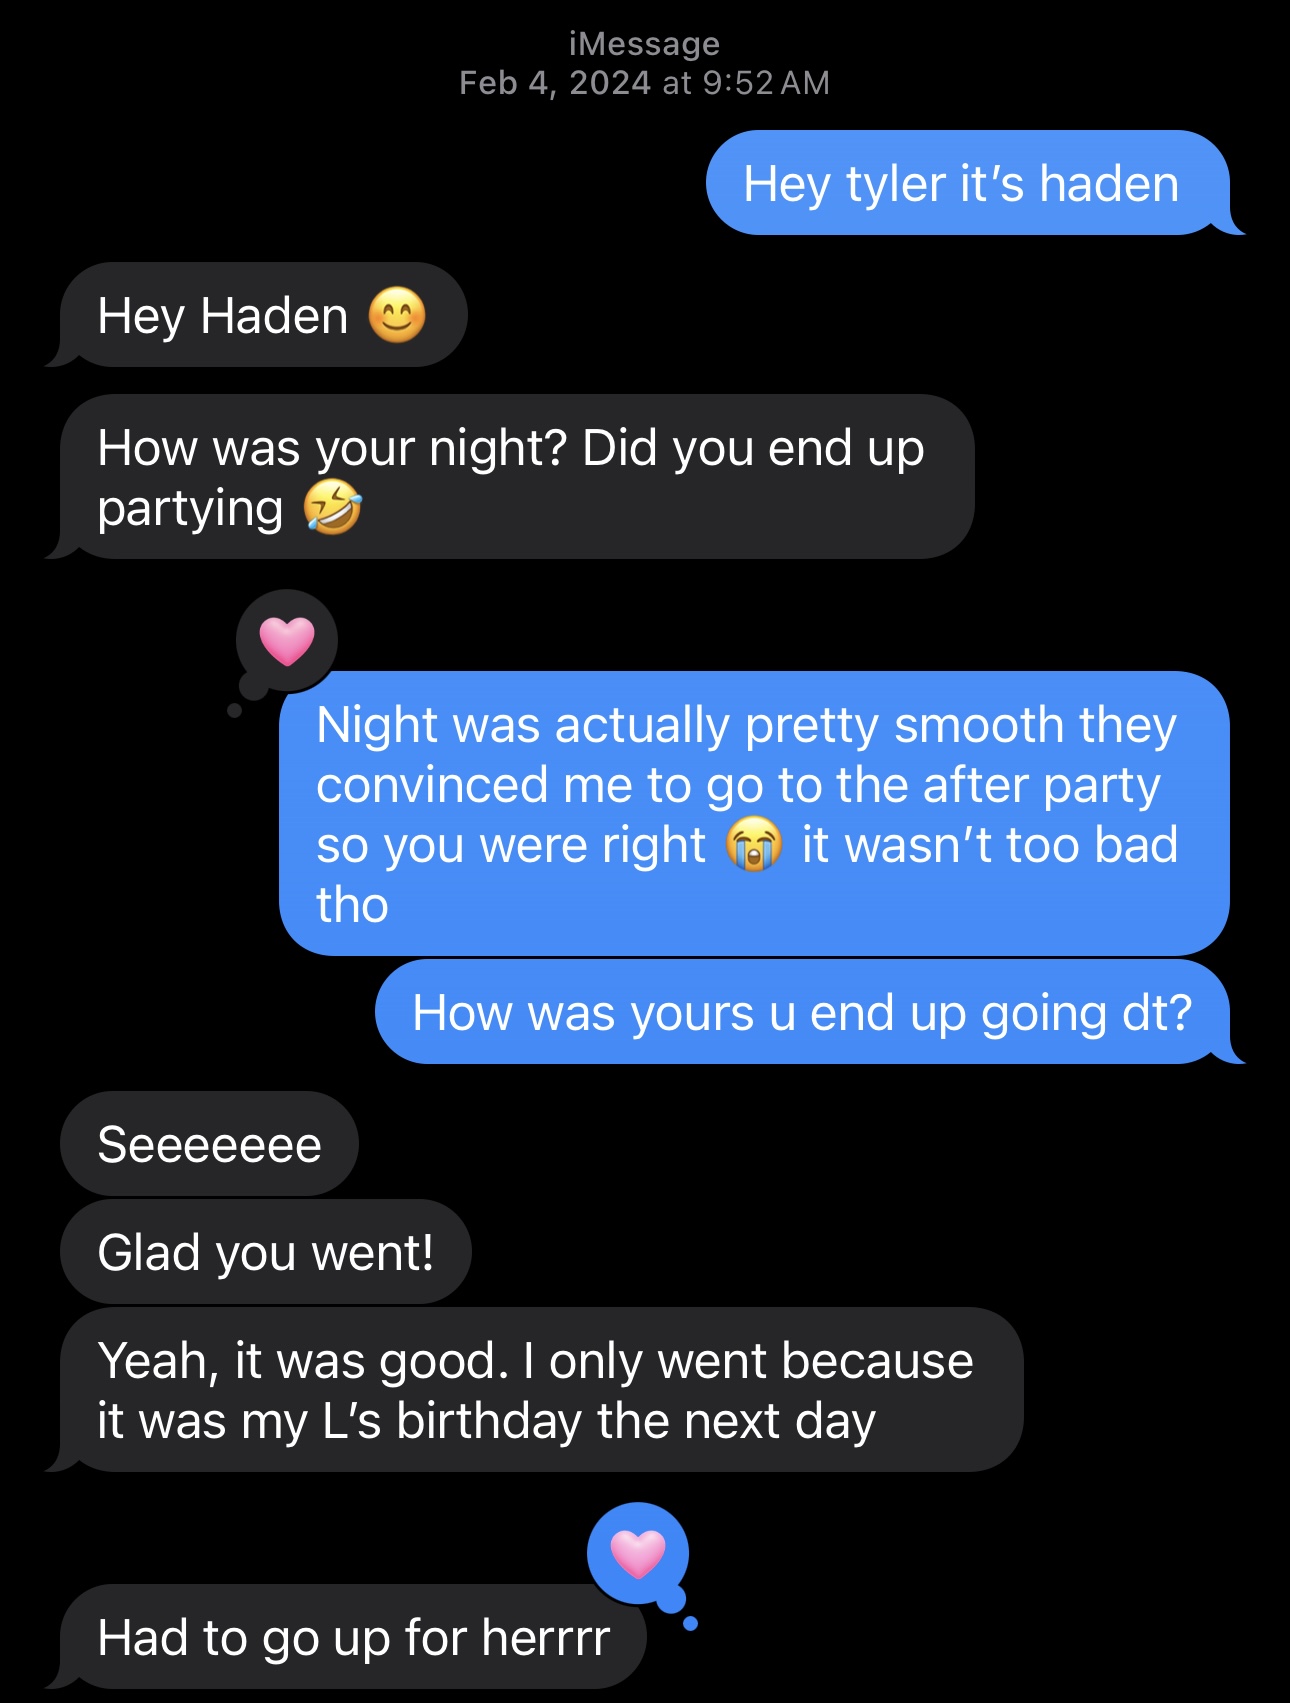 iMessage
Feb 4, 2024 at 9:52 AM
Hey tyler it’s haden
Hey Haden 😊
How was your night? Did you end up
partying 🤣
Night was actually pretty smooth they
convinced me to go to the after party
so you were right 😭 it wasn’t too bad
tho
How was yours u end up going dt?
Seeeeeee
Glad you went!
Yeah, it was good. I only went because
it was my L’s birthday the next day
Had to go up for herrrr